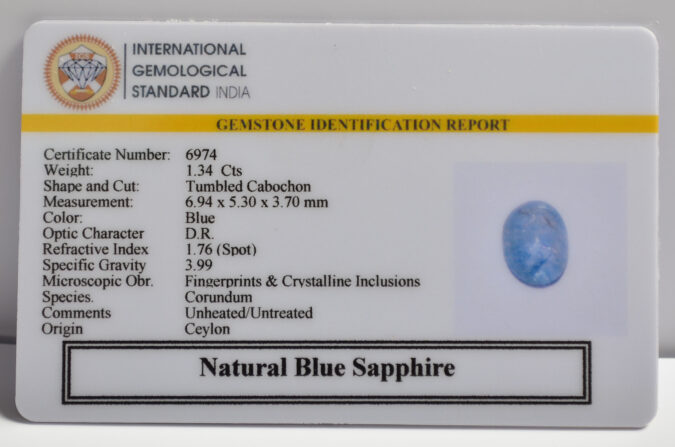 IGS
INTERNATIONAL
GEMOLOGICAL
STANDARD INDIA
GEMSTONE IDENTIFICATION REPORT
Certificate Number: 6974
Weight: 1.34 Cts
Shape and Cut: Tumbled Cabochon
Measurement: 6.94 x 5.30 x 3.70 mm
Color: Blue
Optic Character D.R.
Refractive Index 1.76 (Spot)
Specific Gravity 3.99
Microscopic Obr. Fingerprints & Crystalline Inclusions
Species. Corundum
Comments Unheated/Untreated
Origin Ceylon
Natural Blue Sapphire